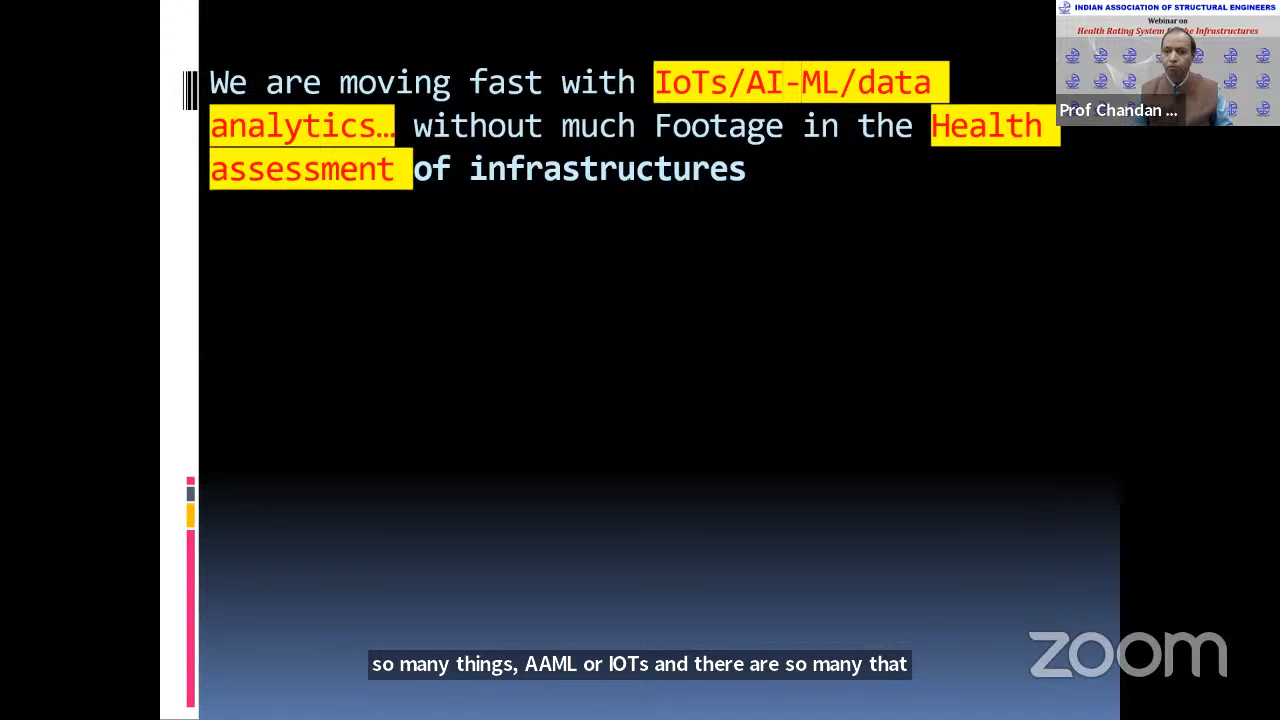 INDIAN ASSOCIATION OF STRUCTURAL ENGINEERS
Webinar on
Health Rating System for the Infrastructures
Prof Chandan ...
We are moving fast with IoTs/AI-ML/data
analytics… without much Footage in the Health
assessment of infrastructures
so many things, AAML or IOTs and there are so many that
zoom